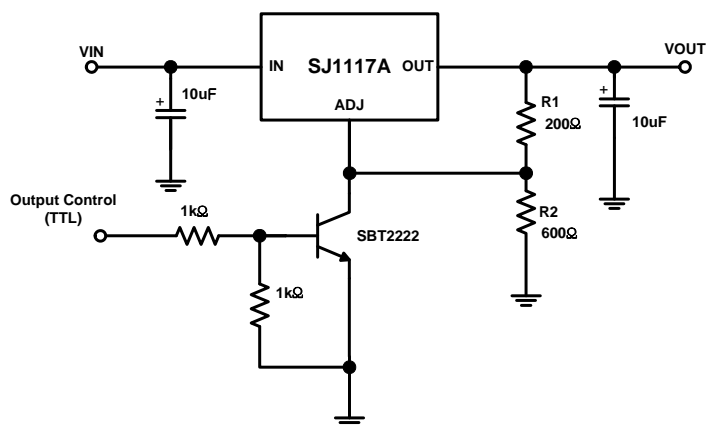 VIN
IN
SJ1117A
OUT
VOUT
+
10uF
ADJ
R1
200Ω
+
10uF
Output Control
(TTL)
1kΩ
SBT2222
R2
600Ω
1kΩ